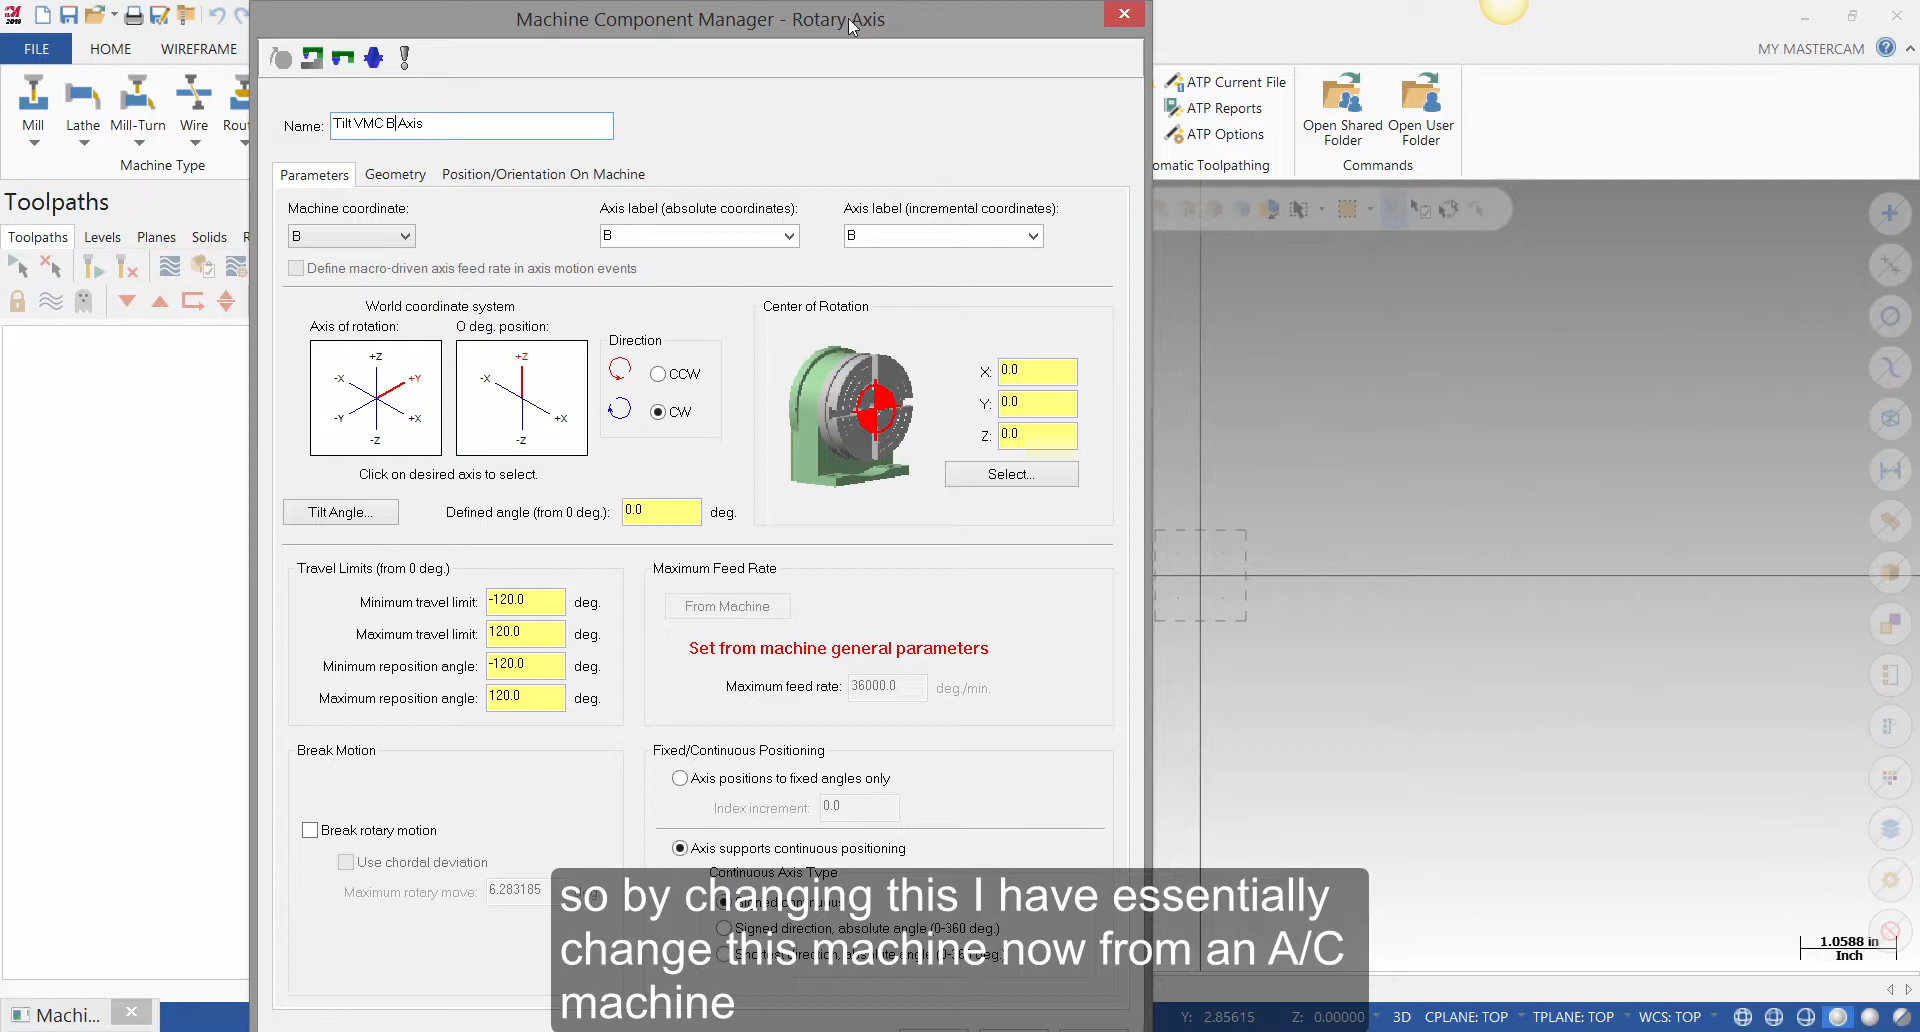 2018
Machine Component Manager - Rotary Axis
FILE HOME WIREFRAME
MY MASTERCAM
Mill Lathe Mill-Turn Wire Rout
Machine Type
ATP Current File
ATP Reports
ATP Options
omatic Toolpathing
Open Shared Folder
Open User Folder
Commands
Name: Tilt VMC B Axis
Parameters Geometry Position/Orientation On Machine
Toolpaths
Toolpaths Levels Planes Solids R
Machine coordinate: Axis label (absolute coordinates): Axis label (incremental coordinates):
B B B
Define macro-driven axis feed rate in axis motion events
World coordinate system
Axis of rotation: O deg. position:
+Z
-X +Y
-Y +X
-Z
+Z
-X
+X
-Z
Click on desired axis to select.
Direction
CCW
CW
Center of Rotation
X: 0.0
Y: 0.0
Z: 0.0
Select...
Tilt Angle... Defined angle (from 0 deg.): 0.0 deg.
Travel Limits (from 0 deg.)
Minimum travel limit: -120.0 deg.
Maximum travel limit: 120.0 deg.
Minimum reposition angle: -120.0 deg.
Maximum reposition angle: 120.0 deg.
Maximum Feed Rate
From Machine
Set from machine general parameters
Maximum feed rate: 36000.0 deg./min.
Break Motion
Break rotary motion
Use chordal deviation
Maximum rotary move: 6.283185
Fixed/Continuous Positioning
Axis positions to fixed angles only
Index increment: 0.0
Axis supports continuous positioning
Continuous Axis Type
Signed continuous
Signed direction, absolute angle (0-360 deg.)
so by changing this I have essentially
change this machine now from an A/C
machine
1.0588 in
Inch
Machi...
Y: 2.85615 Z: 0.00000 3D CPLANE: TOP TPLANE: TOP WCS: TOP